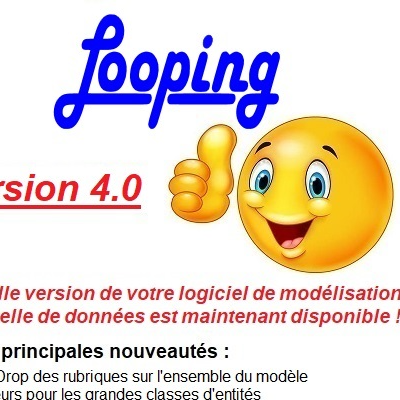 Looping
rsion 4.0
lle version de votre logiciel de modélisation
elle de données est maintenant disponible !
principales nouveautés :
Drop des rubriques sur l'ensemble du modèle
eurs pour les grandes classes d'entités